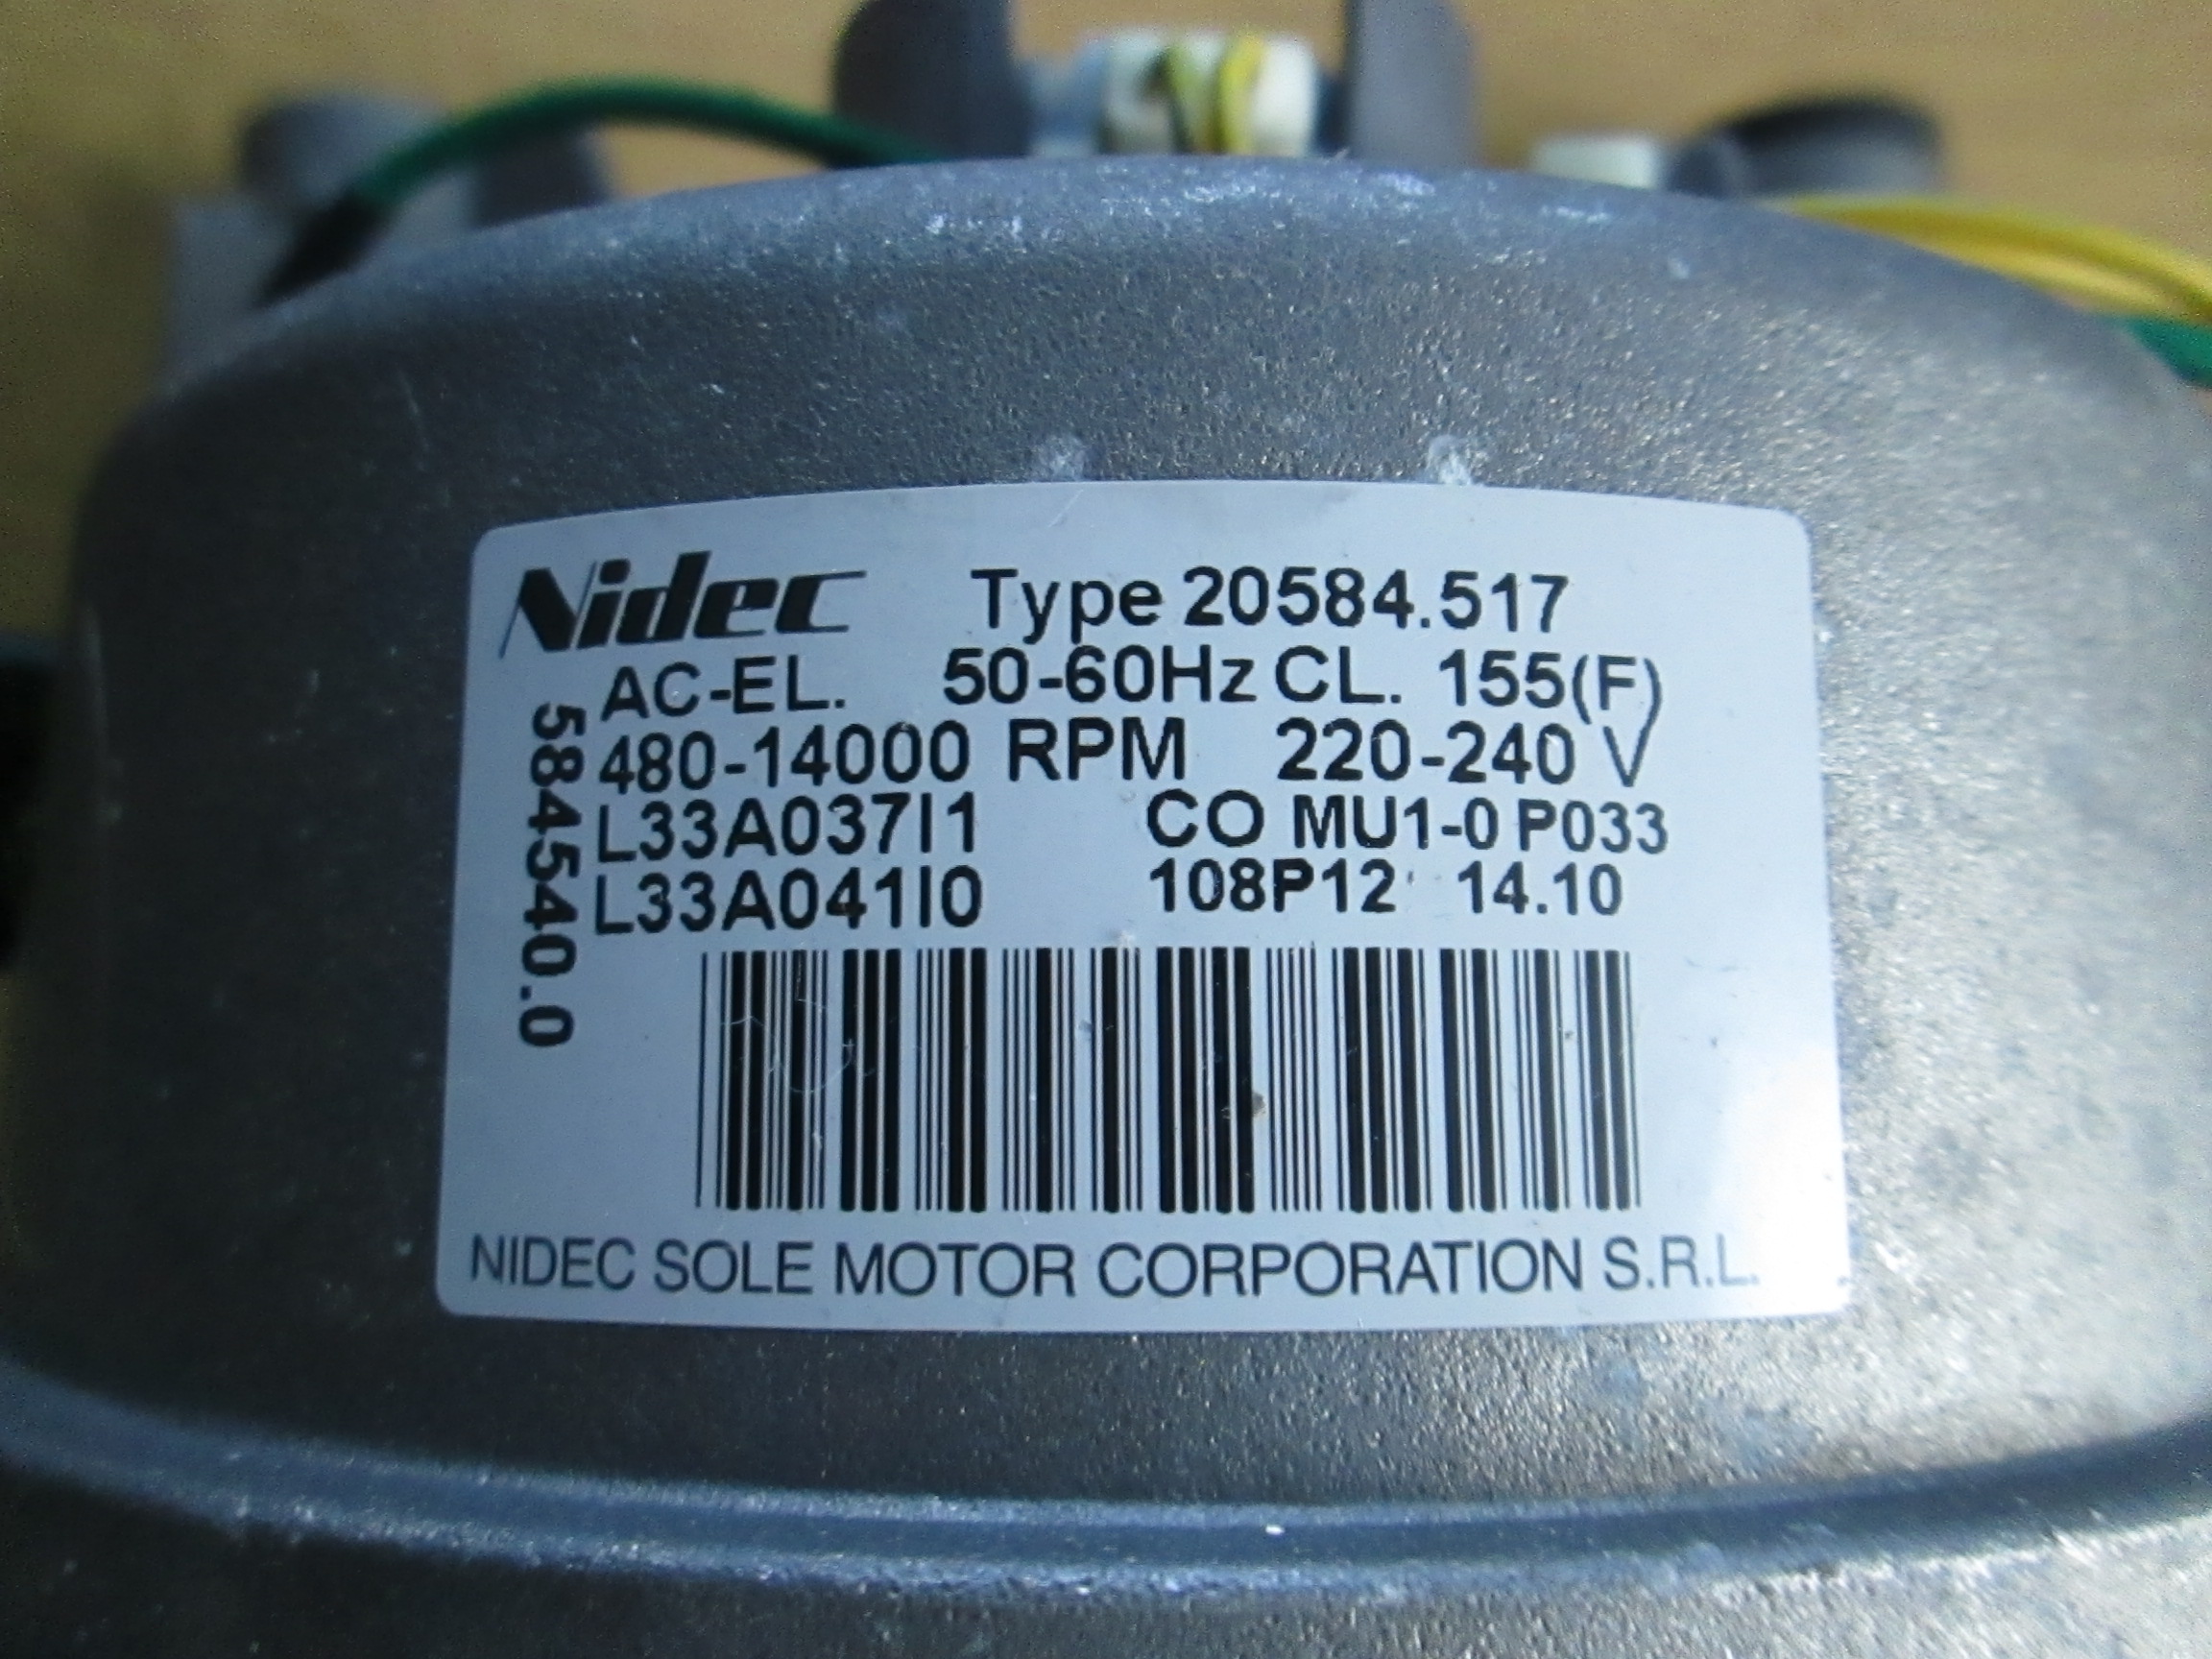 Nidec Type 20584.517
AC-EL. 50-60Hz CL. 155(F)
480-14000 RPM 220-240 V
L33A037I1 CO MU1-0 P033
L33A041I0 108P12 14.10
584540.0
NIDEC SOLE MOTOR CORPORATION S.R.L.